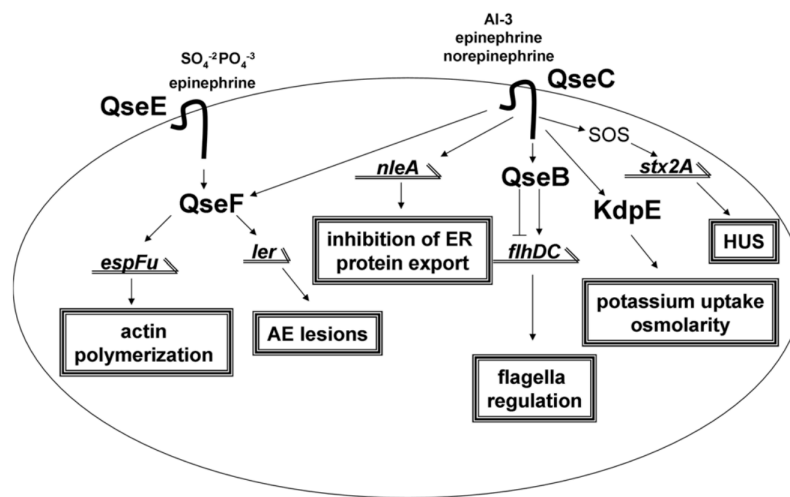 AI-3
epinephrine
norepinephrine
SO₄⁻²PO₄⁻³
epinephrine
QseE
QseC
SOS
nleA
stx2A
QseB
QseF
KdpE
HUS
inhibition of ER
protein export
espFu
ler
flhDC
potassium uptake
osmolarity
actin
polymerization
AE lesions
flagella
regulation